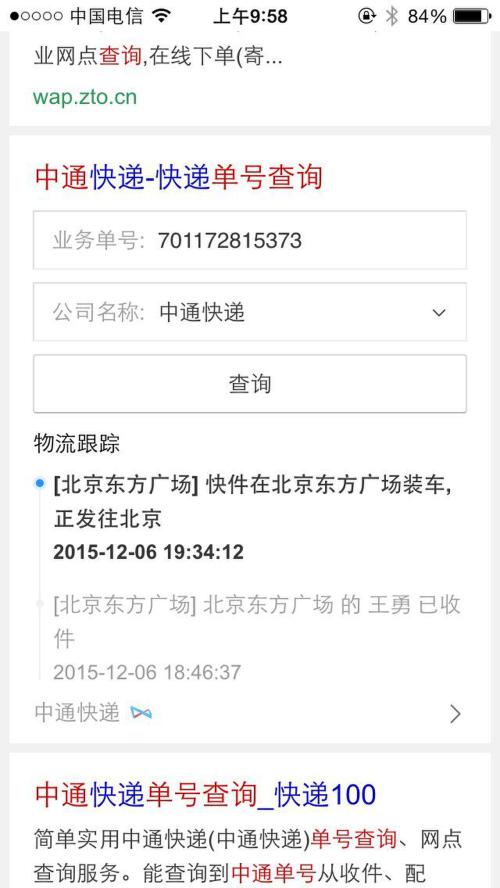 中国电信 上午9:58 84%
业网点查询,在线下单(寄...
wap.zto.cn
中通快递-快递单号查询
业务单号: 701172815373
公司名称: 中通快递
查询
物流跟踪
[北京东方广场] 快件在北京东方广场装车,
正发往北京
2015-12-06 19:34:12
[北京东方广场] 北京东方广场 的 王勇 已收
件
2015-12-06 18:46:37
中通快递
中通快递单号查询_快递100
简单实用中通快递(中通快递)单号查询、网点
查询服务。能查询到中通单号从收件、配